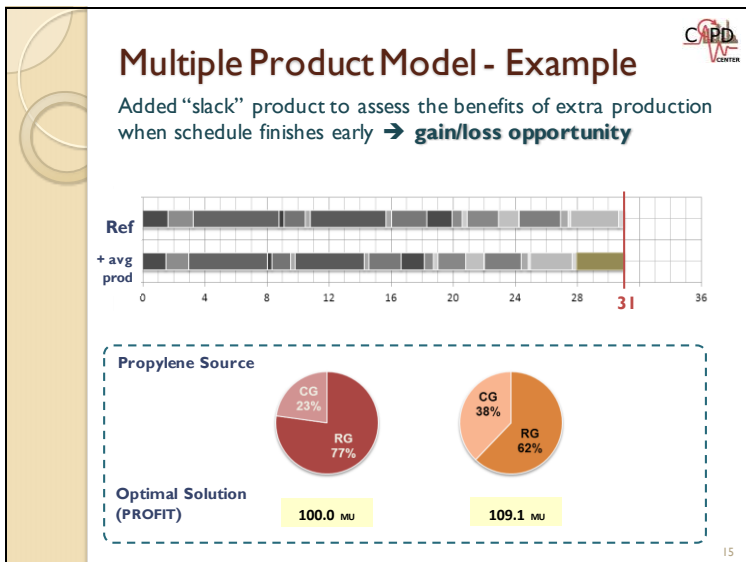 CAPD
CENTER
Multiple Product Model - Example
Added “slack” product to assess the benefits of extra production
when schedule finishes early ➔ gain/loss opportunity
Ref
+ avg
prod
0 4 8 12 16 20 24 28 36
31
Propylene Source
CG
23%
RG
77%
CG
38%
RG
62%
Optimal Solution
(PROFIT)
100.0 MU
109.1 MU
15